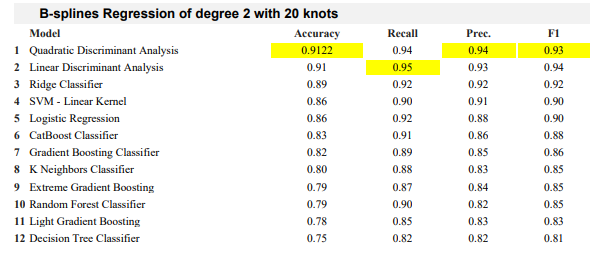 B-splines Regression of degree 2 with 20 knots
Model Accuracy Recall Prec. F1
1 Quadratic Discriminant Analysis 0.9122 0.94 0.94 0.93
2 Linear Discriminant Analysis 0.91 0.95 0.93 0.94
3 Ridge Classifier 0.89 0.92 0.92 0.92
4 SVM - Linear Kernel 0.86 0.90 0.91 0.90
5 Logistic Regression 0.86 0.92 0.88 0.90
6 CatBoost Classifier 0.83 0.91 0.86 0.88
7 Gradient Boosting Classifier 0.82 0.89 0.85 0.86
8 K Neighbors Classifier 0.80 0.88 0.83 0.85
9 Extreme Gradient Boosting 0.79 0.87 0.84 0.85
10 Random Forest Classifier 0.79 0.90 0.82 0.85
11 Light Gradient Boosting 0.78 0.85 0.83 0.83
12 Decision Tree Classifier 0.75 0.82 0.82 0.81